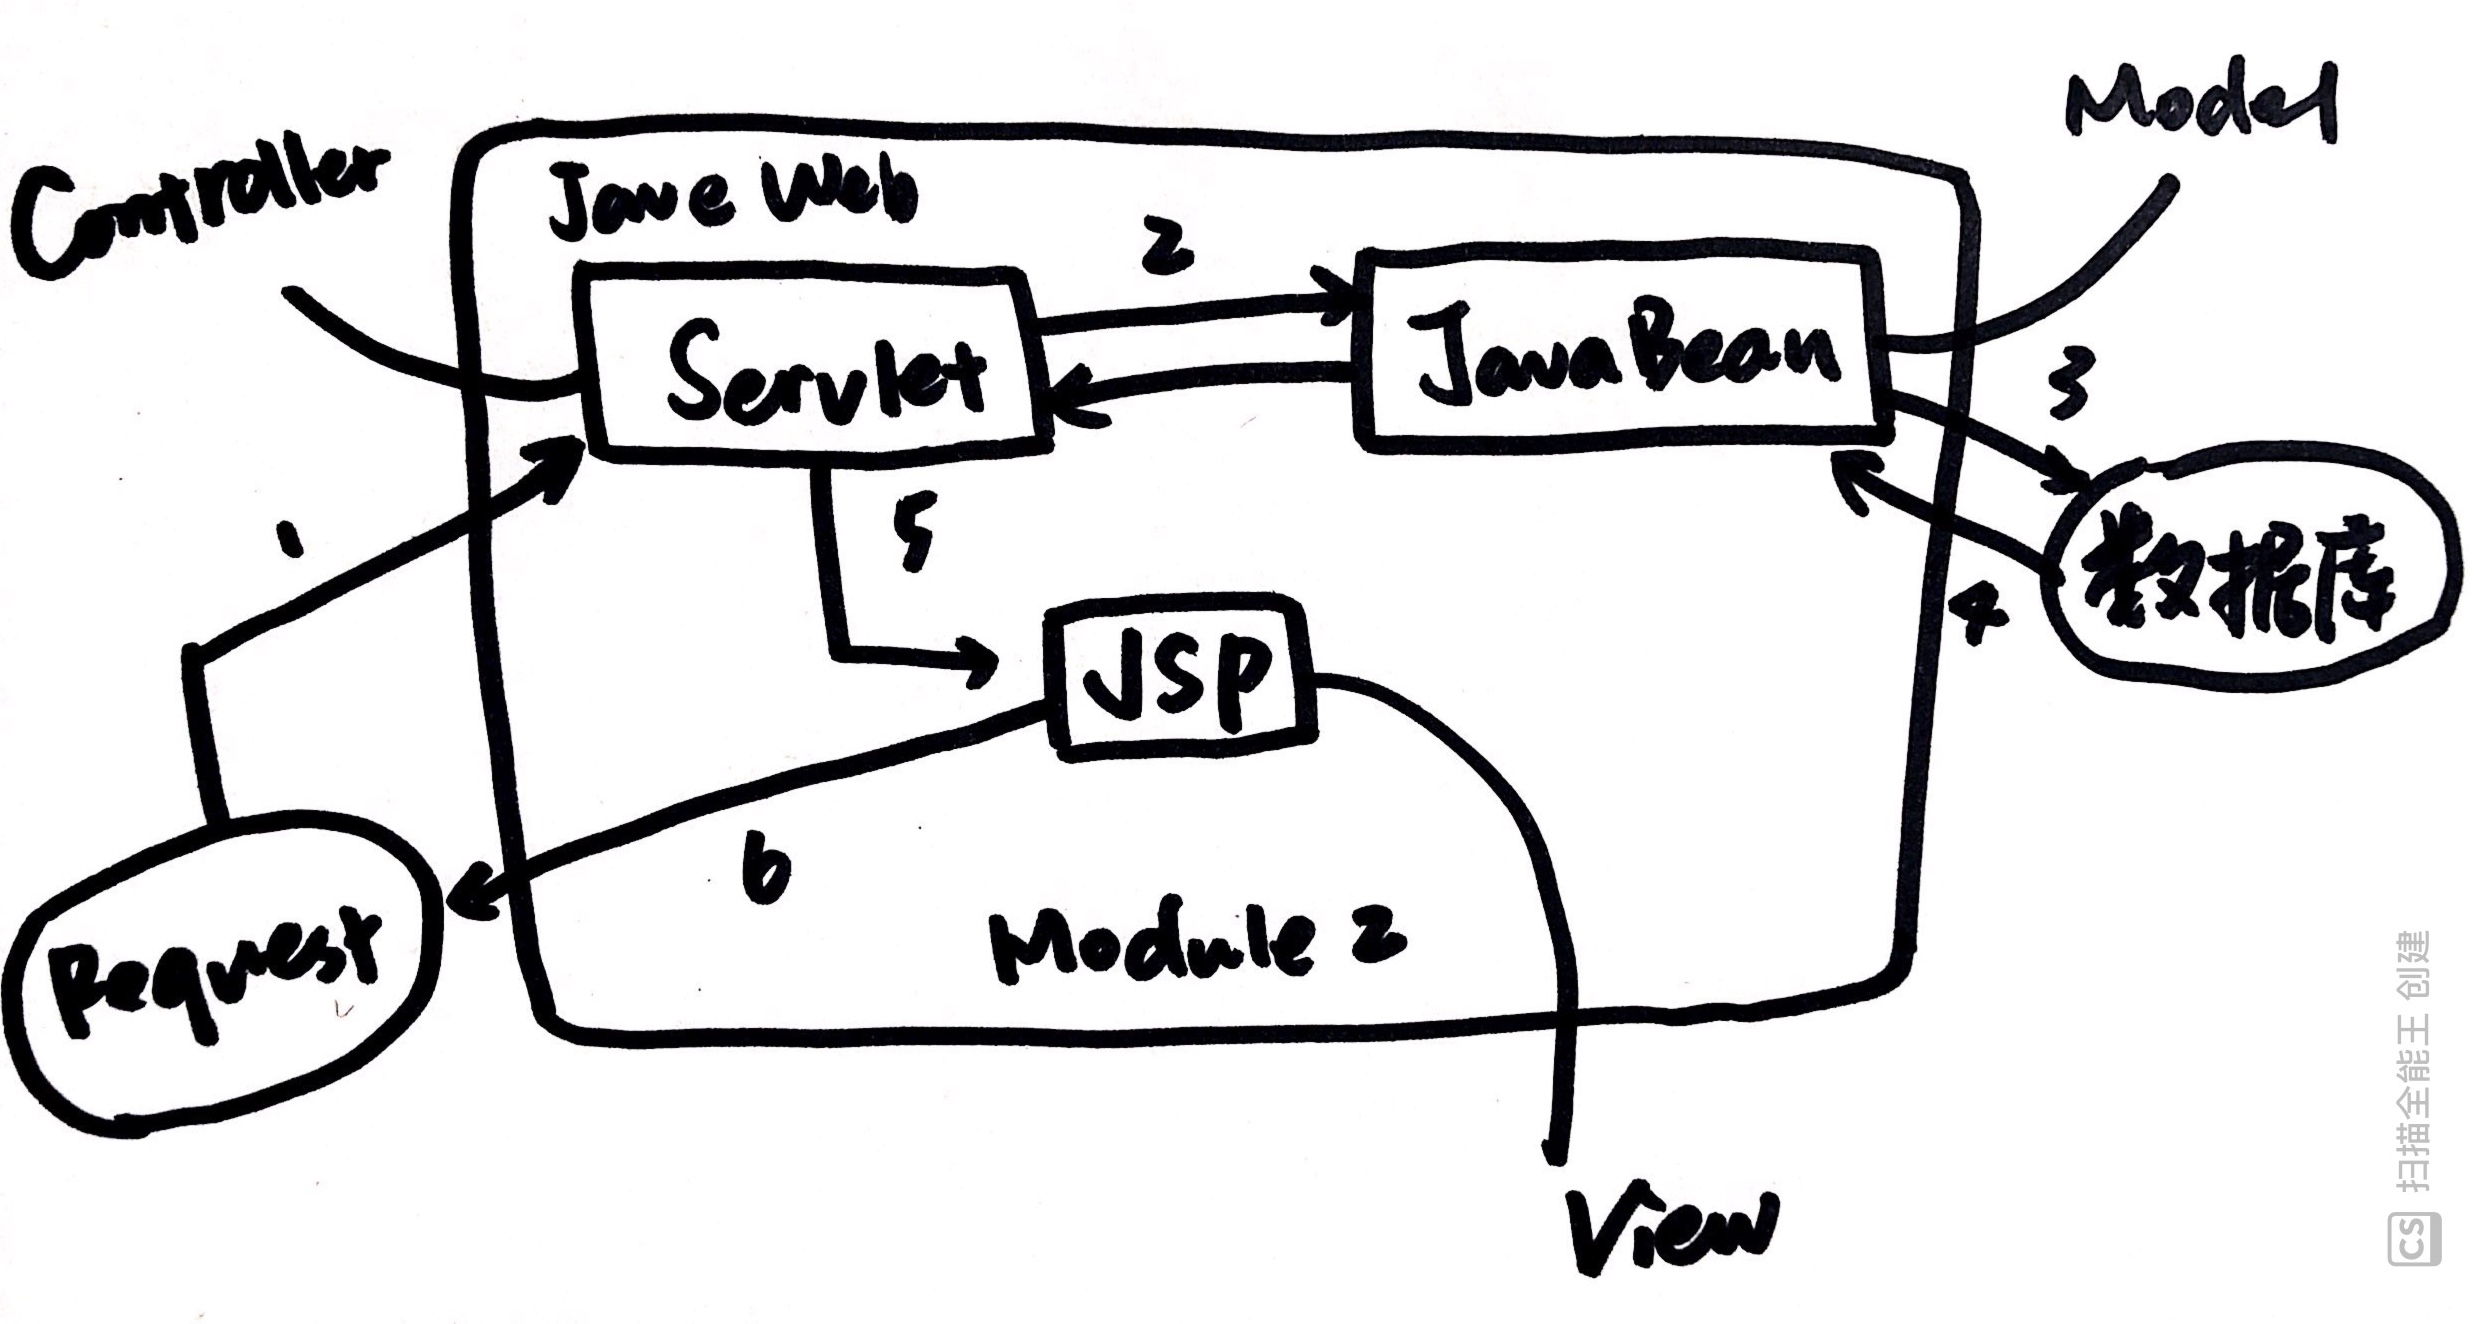 Model
Controller
Jave Web
2
Servlet
JavaBean
3
1
5
数据库
4
JSP
6
Module 2
Request
View
CS 扫描全能王 创建